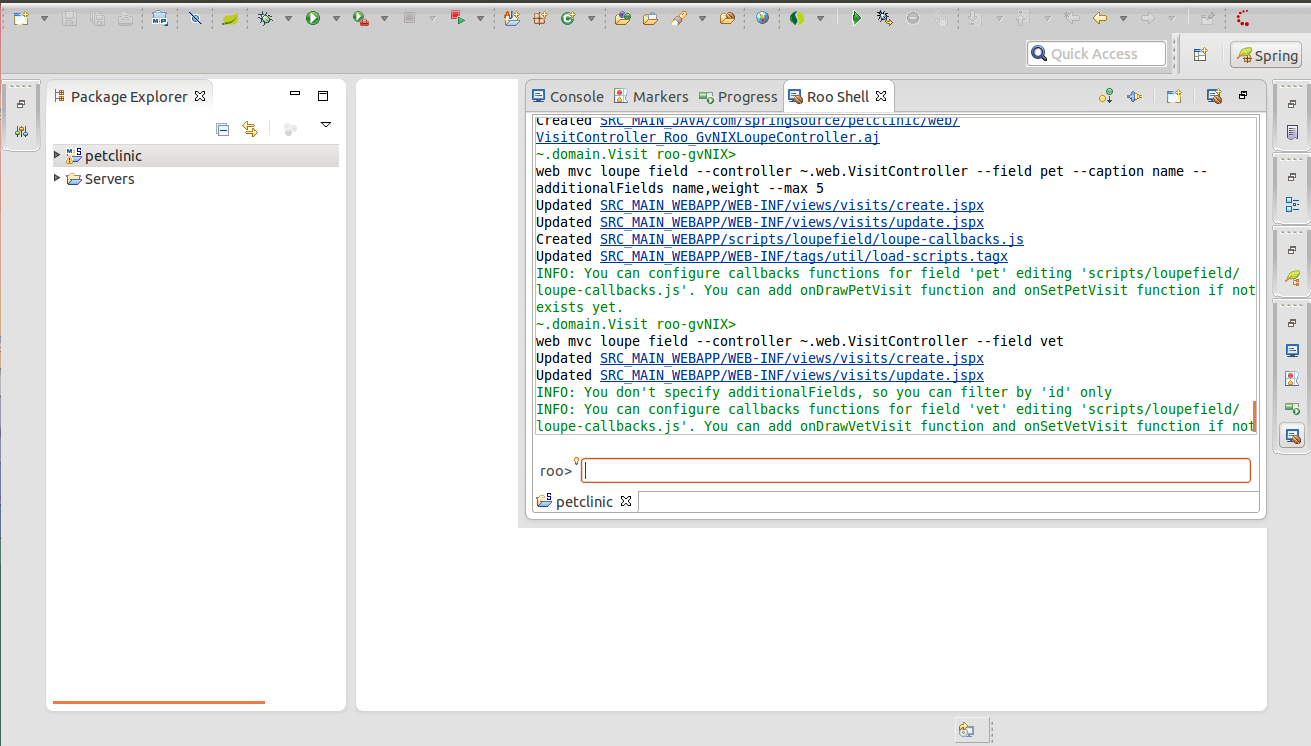 Quick Access
Spring
Package Explorer
petclinic
Servers
Console
Markers
Progress
Roo Shell
Created SRC_MAIN_JAVA/com/springsource/petclinic/web/
VisitController_Roo_GvNIXLoupeController.aj
~.domain.Visit roo-gvNIX>
web mvc loupe field --controller ~.web.VisitController --field pet --caption name --
additionalFields name,weight --max 5
Updated SRC_MAIN_WEBAPP/WEB-INF/views/visits/create.jspx
Updated SRC_MAIN_WEBAPP/WEB-INF/views/visits/update.jspx
Created SRC_MAIN_WEBAPP/scripts/loupefield/loupe-callbacks.js
Updated SRC_MAIN_WEBAPP/WEB-INF/tags/util/load-scripts.tagx
INFO: You can configure callbacks functions for field 'pet' editing 'scripts/loupefield/
loupe-callbacks.js'. You can add onDrawPetVisit function and onSetPetVisit function if not
exists yet.
~.domain.Visit roo-gvNIX>
web mvc loupe field --controller ~.web.VisitController --field vet
Updated SRC_MAIN_WEBAPP/WEB-INF/views/visits/create.jspx
Updated SRC_MAIN_WEBAPP/WEB-INF/views/visits/update.jspx
INFO: You don't specify additionalFields, so you can filter by 'id' only
INFO: You can configure callbacks functions for field 'vet' editing 'scripts/loupefield/
loupe-callbacks.js'. You can add onDrawVetVisit function and onSetVetVisit function if not
roo>
petclinic